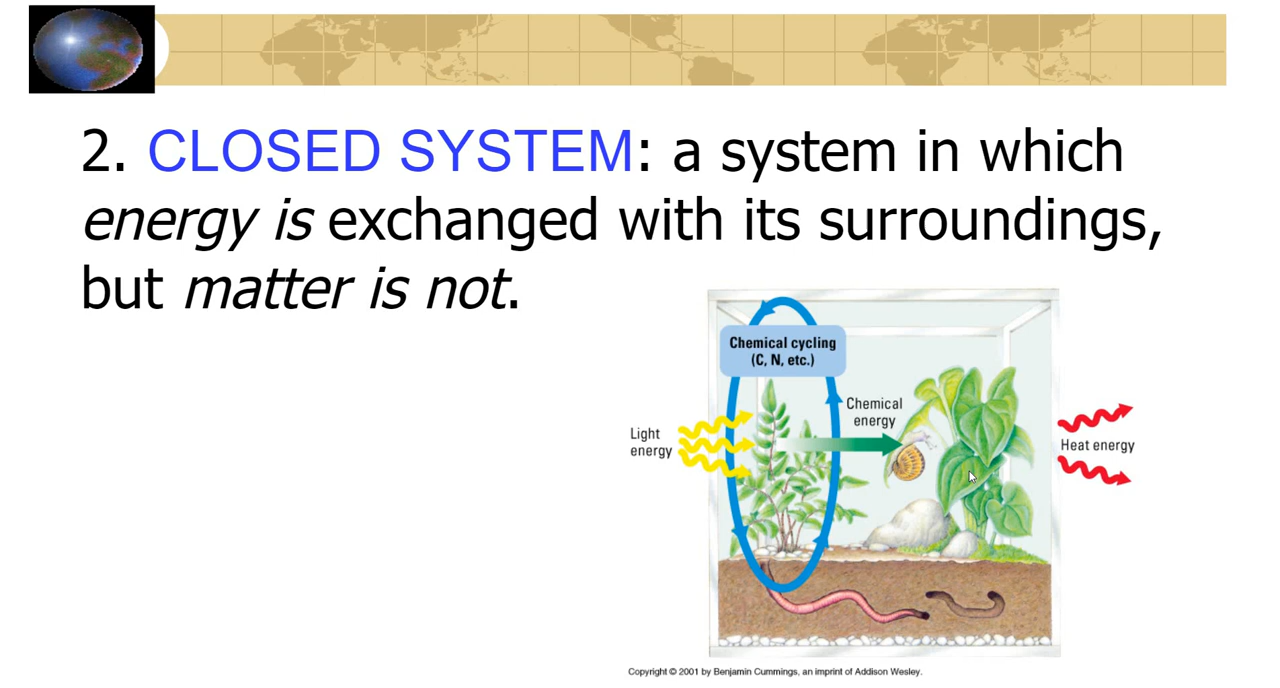 2. CLOSED SYSTEM: a system in which
energy is exchanged with its surroundings,
but matter is not.
Chemical cycling
(C, N, etc.)
Light
energy
Chemical
energy
Heat energy
Copyright © 2001 by Benjamin Cummings, an imprint of Addison Wesley.